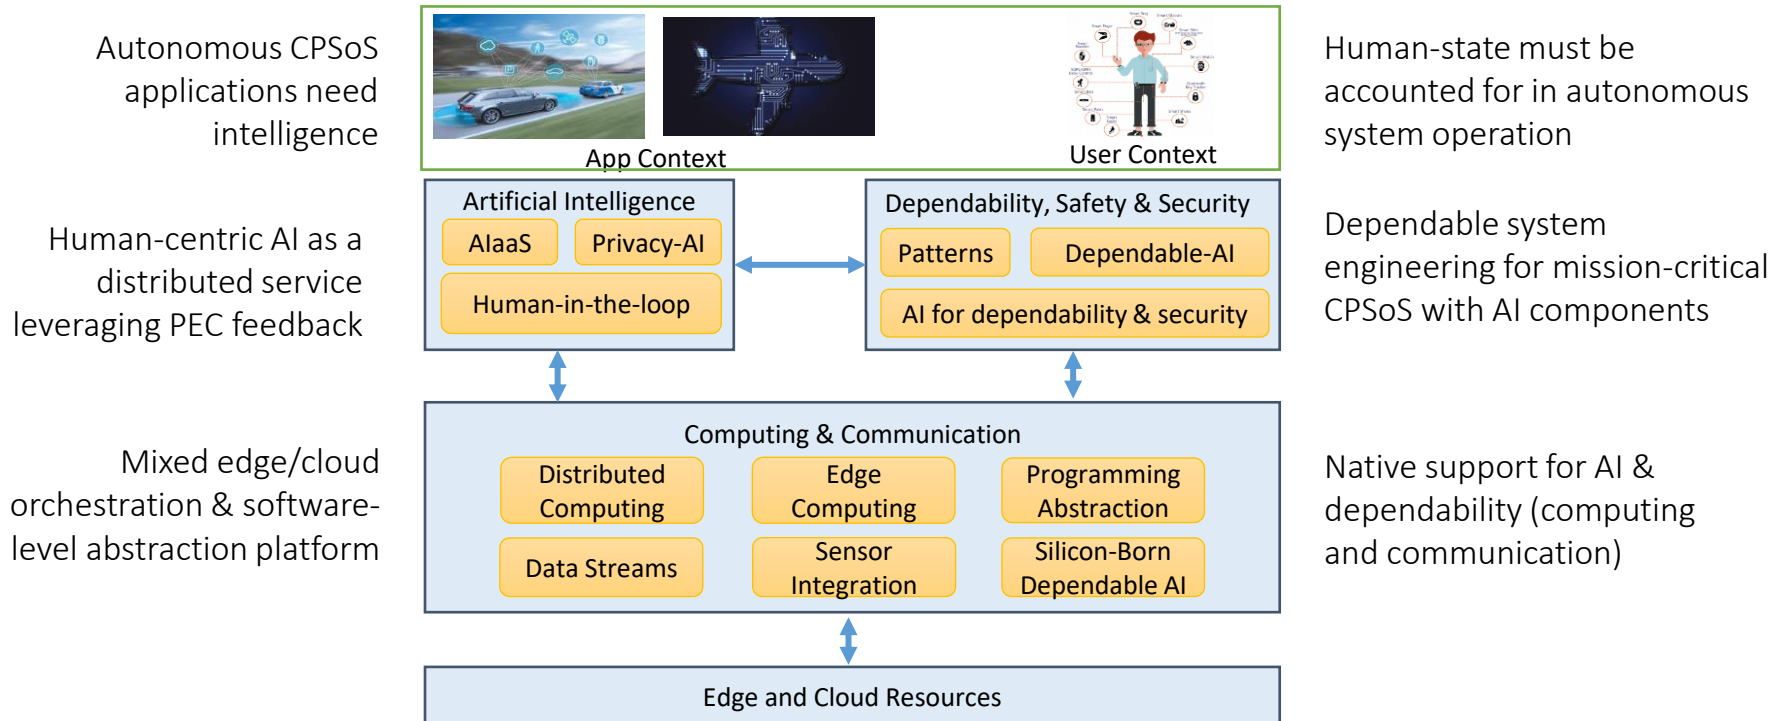 Autonomous CPSoS
applications need
intelligence
App Context
User Context
Human-state must be
accounted for in autonomous
system operation
Human-centric AI as a
distributed service
leveraging PEC feedback
Artificial Intelligence
AIaaS
Privacy-AI
Human-in-the-loop
Dependability, Safety & Security
Patterns
Dependable-AI
AI for dependability & security
Dependable system
engineering for mission-critical
CPSoS with AI components
Mixed edge/cloud
orchestration & software-
level abstraction platform
Computing & Communication
Distributed
Computing
Edge
Computing
Programming
Abstraction
Data Streams
Sensor
Integration
Silicon-Born
Dependable AI
Native support for AI &
dependability (computing
and communication)
Edge and Cloud Resources